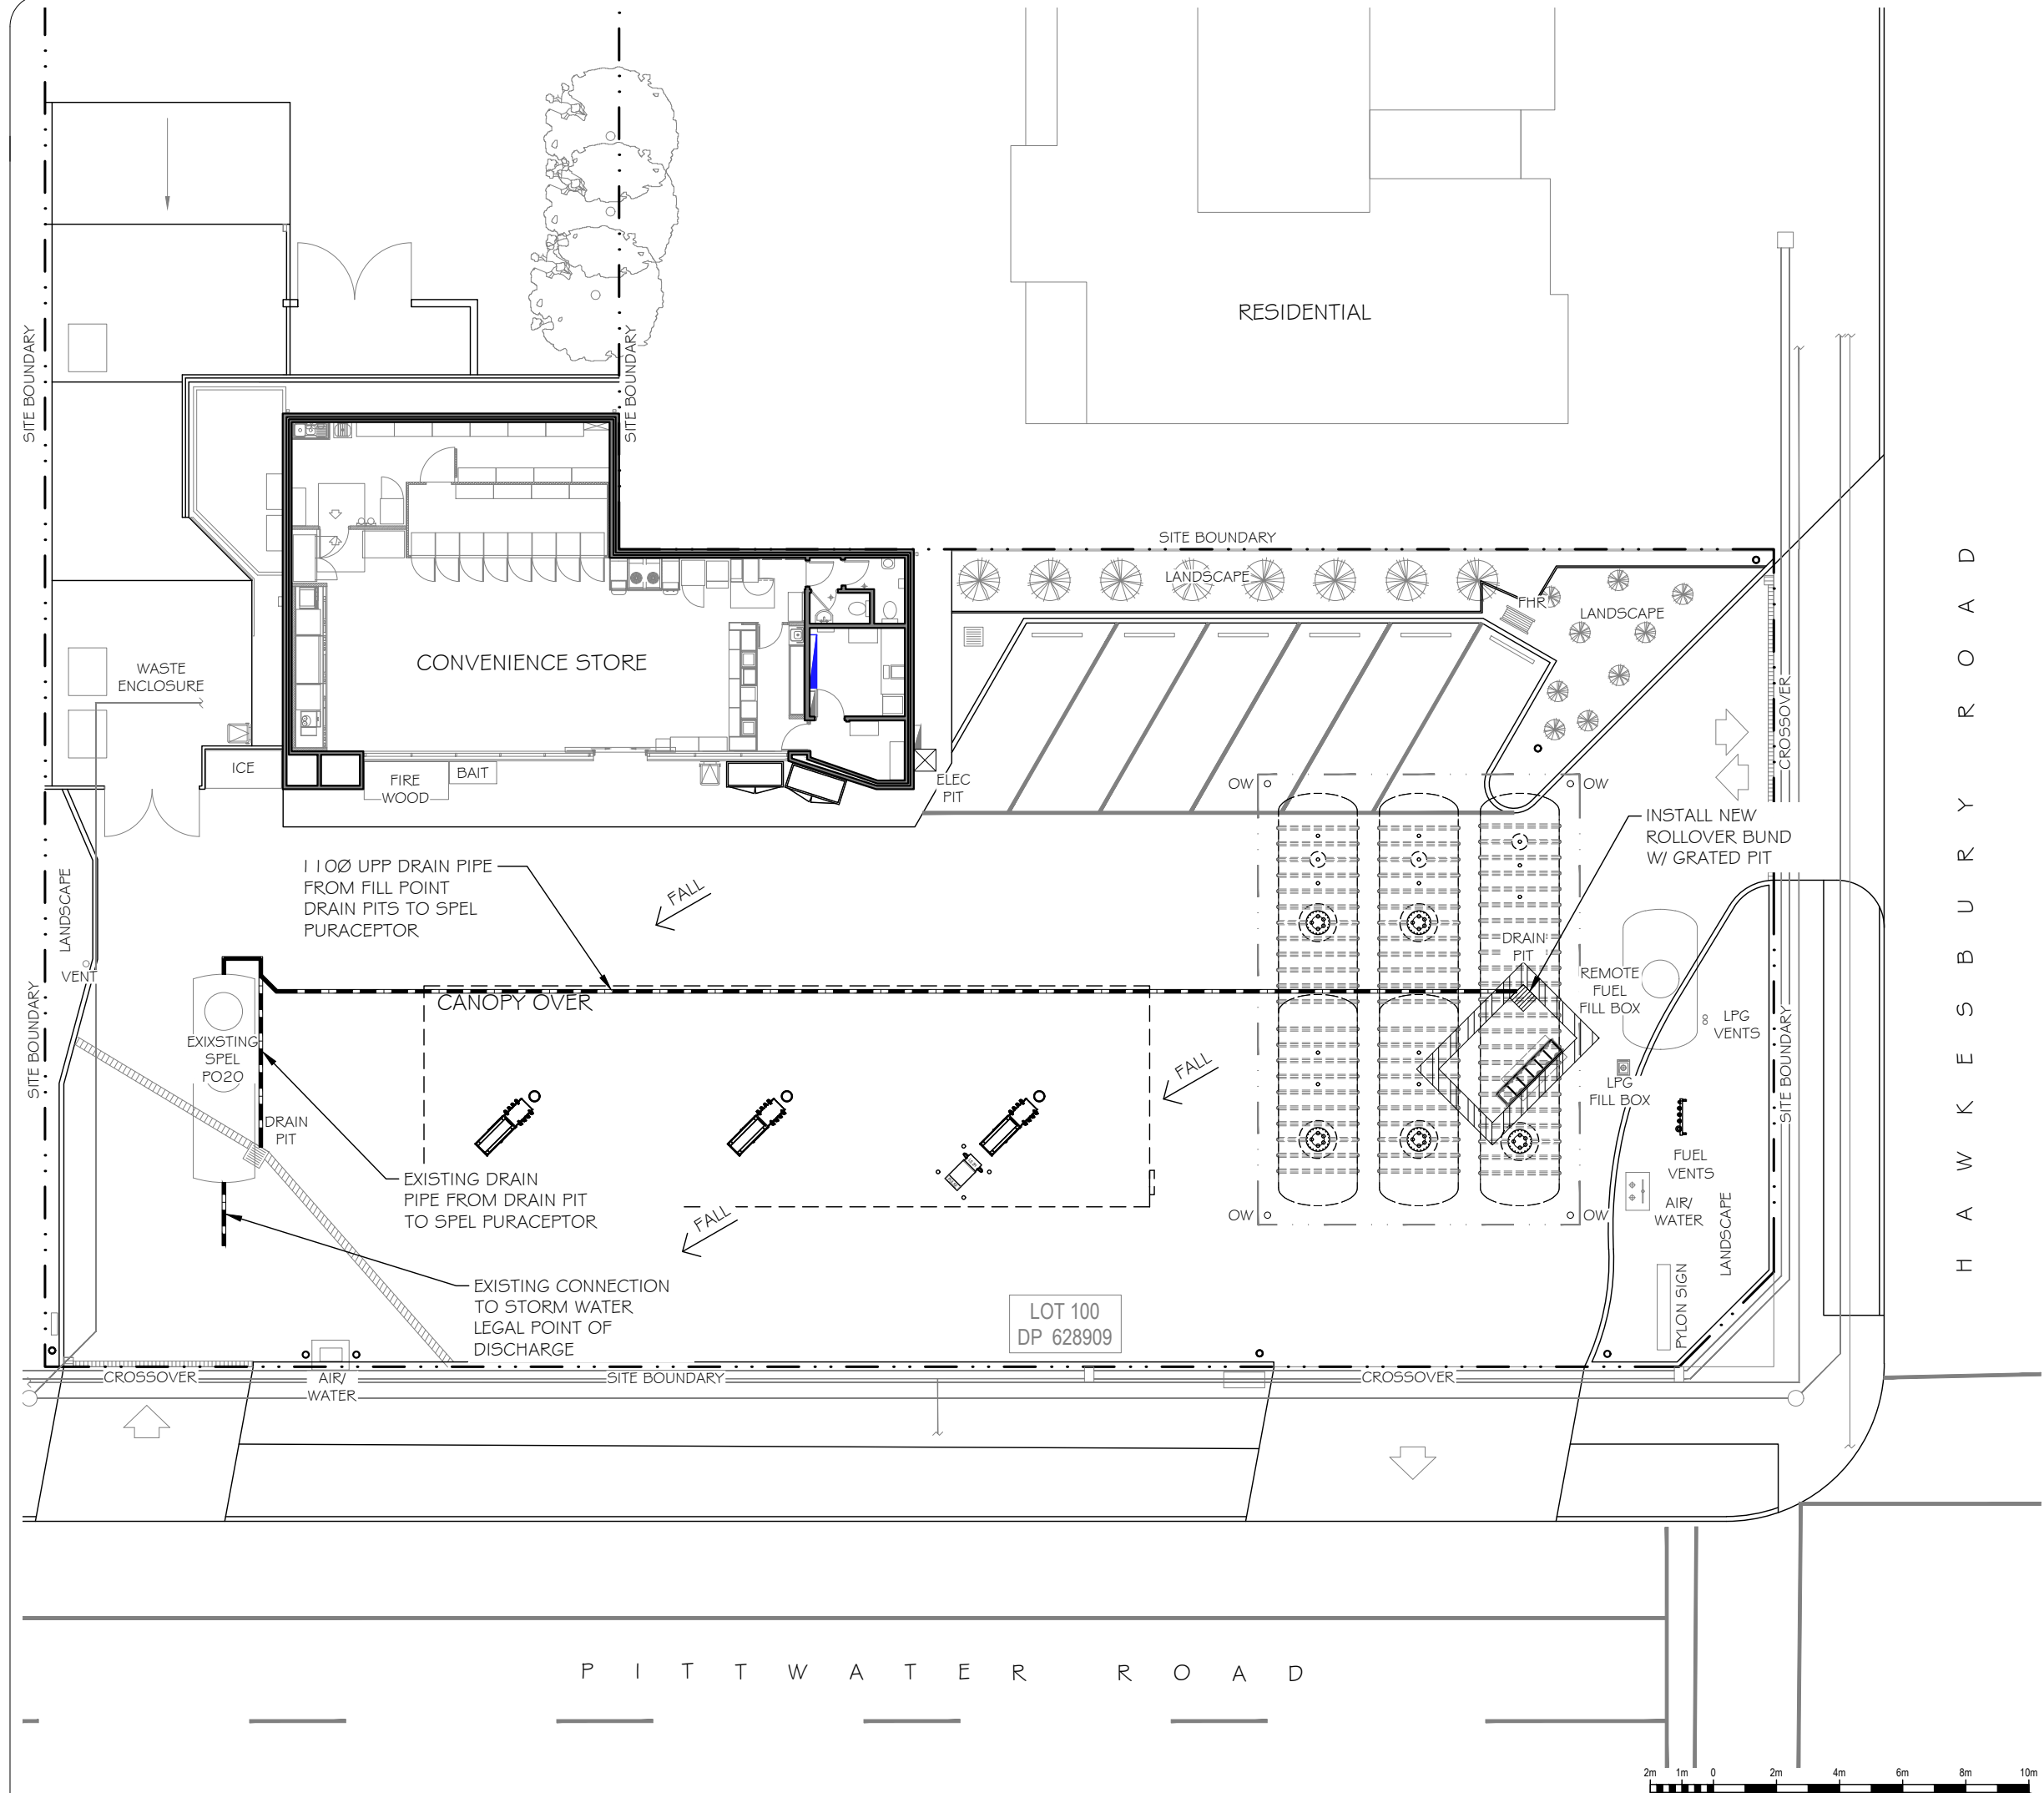 RESIDENTIAL
SITE BOUNDARY
SITE BOUNDARY
SITE BOUNDARY
LANDSCAPE
FHR
LANDSCAPE
CONVENIENCE STORE
WASTE
ENCLOSURE
CROSSOVER
HAWKESBURY ROAD
ICE
FIRE
WOOD
BAIT
ELEC
PIT
OW
OW
INSTALL NEW
ROLLOVER BUND
W/ GRATED PIT
110Ø UPP DRAIN PIPE
FROM FILL POINT
DRAIN PITS TO SPEL
PURACEPTOR
FALL
LANDSCAPE
VENT
DRAIN
PIT
REMOTE
FUEL
FILL BOX
CANOPY OVER
LPG
VENTS
SITE BOUNDARY
SITE BOUNDARY
EXIXSTING
SPEL
PO20
FALL
LPG
FILL BOX
DRAIN
PIT
FUEL
VENTS
EXISTING DRAIN
PIPE FROM DRAIN PIT
TO SPEL PURACEPTOR
AIR/
WATER
LANDSCAPE
FALL
OW
OW
EXISTING CONNECTION
TO STORM WATER
LEGAL POINT OF
DISCHARGE
LOT 100
DP 628909
PYLON SIGN
CROSSOVER
AIR/
WATER
SITE BOUNDARY
CROSSOVER
PITTWATER ROAD
2m 1m 0 2m 4m 6m 8m 10m